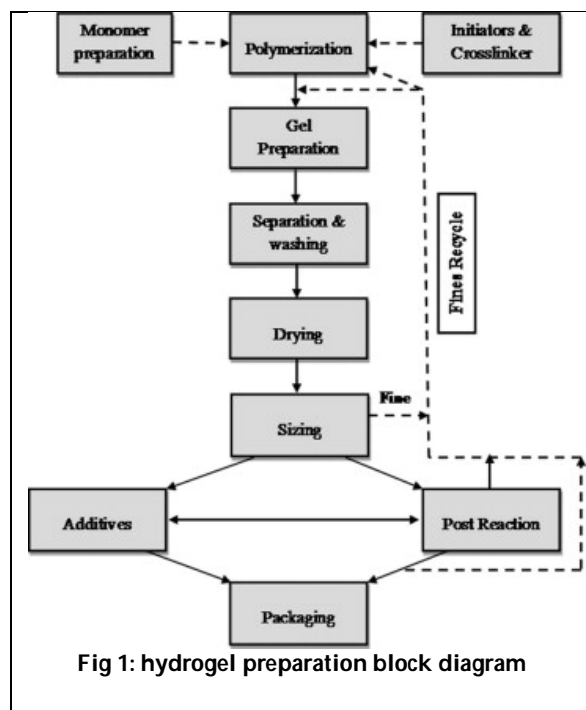 Monomer
preparation
Polymerization
Initiators &
Crosslinker
Gel
Preparation
Separation &
washing
Fines Recycle
Drying
Fine
Sizing
Additives
Post Reaction
Packaging
Fig 1: hydrogel preparation block diagram